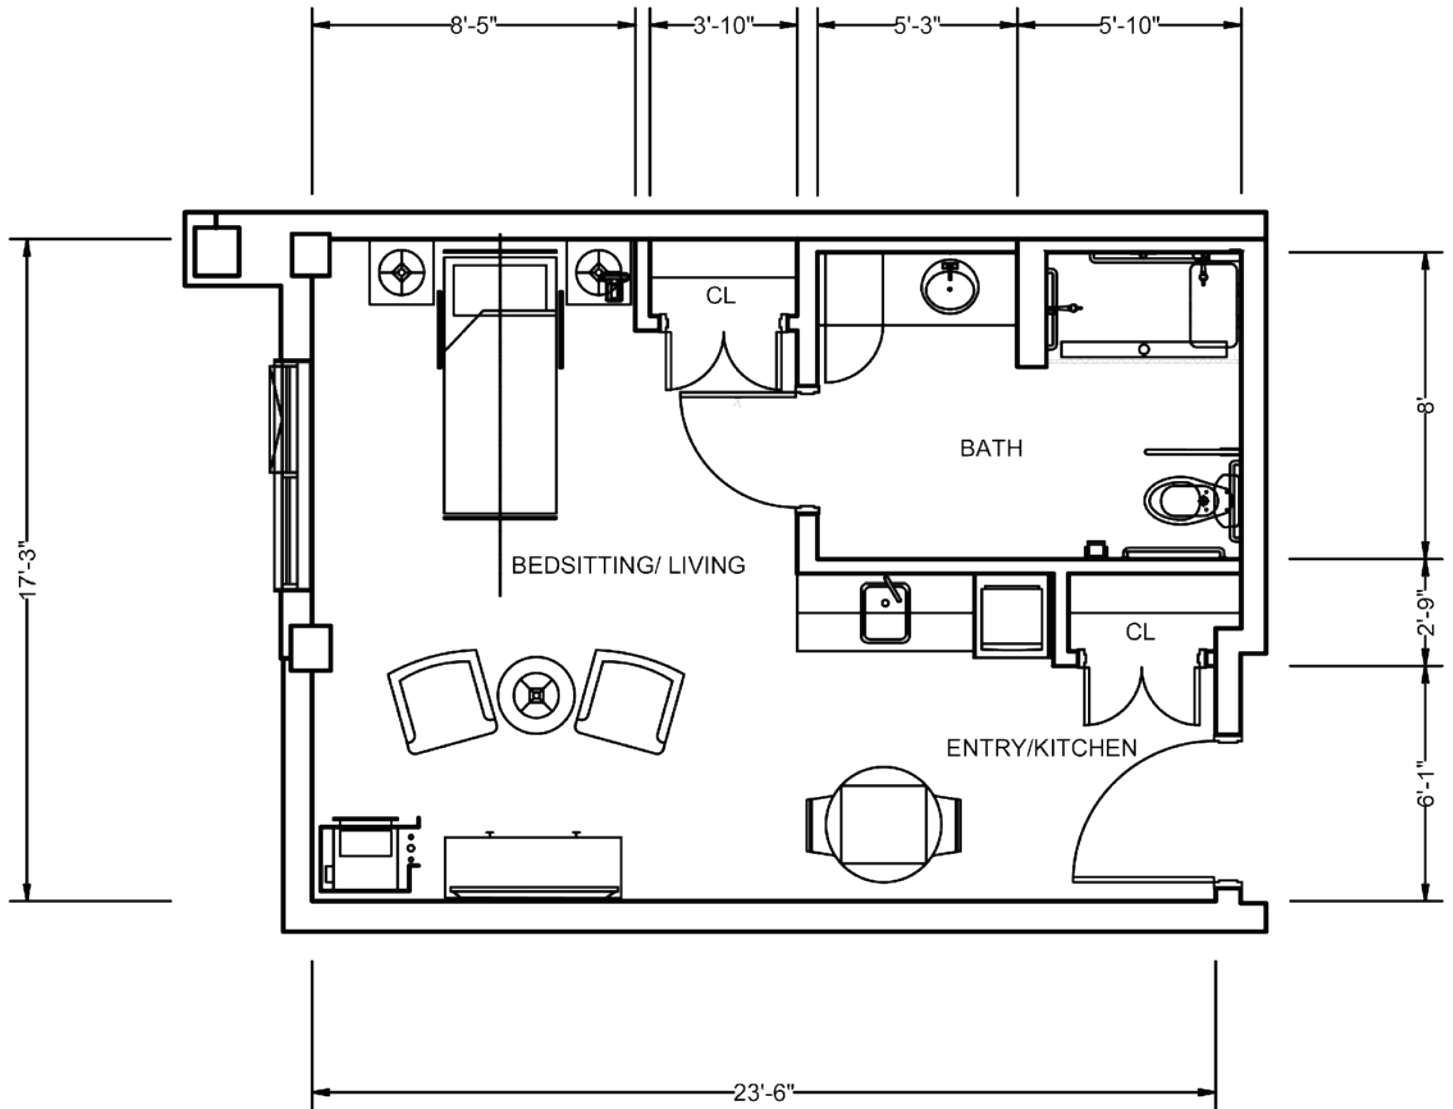 8'-5"
3'-10"
5'-3"
5'-10"
CL
8'-
BATH
17'-3"
BEDSITTING/ LIVING
2'-9"
CL
ENTRY/KITCHEN
6'-1"
23'-6"